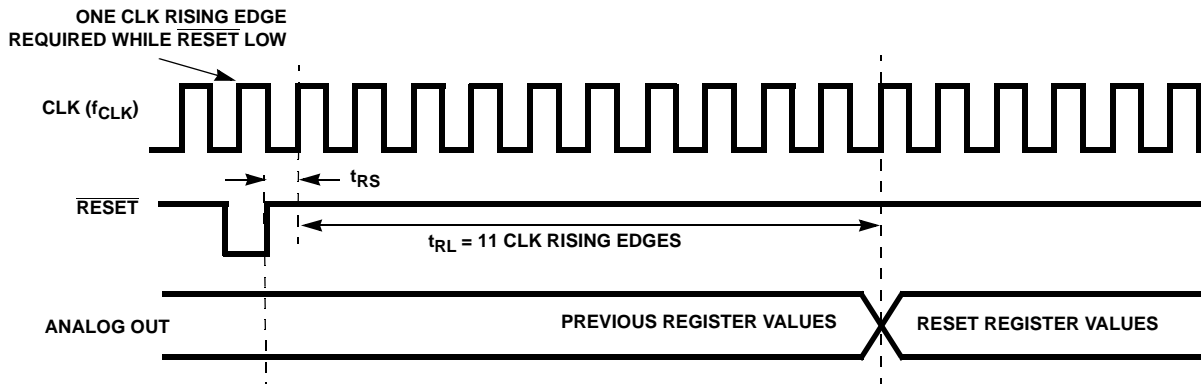 ONE CLK RISING EDGE
REQUIRED WHILE RESET LOW
CLK (fCLK)
tRS
RESET
tRL = 11 CLK RISING EDGES
ANALOG OUT
PREVIOUS REGISTER VALUES
RESET REGISTER VALUES